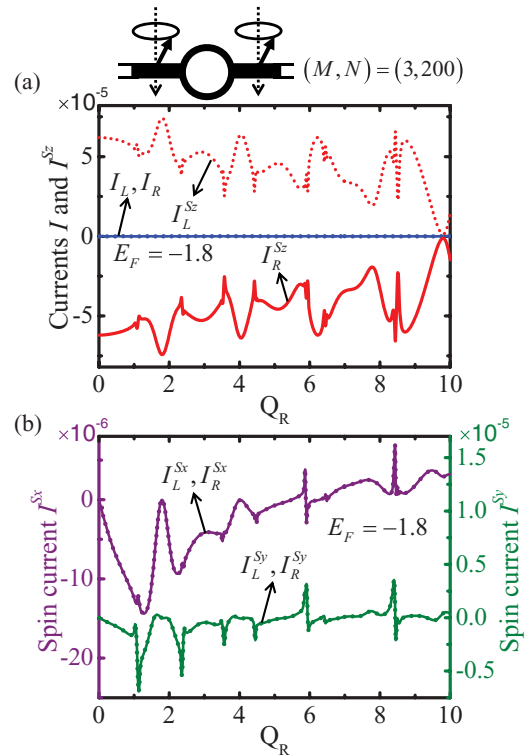 (M, N) = (3,200)
(a)
×10⁻⁵
5
0
-5
Currents I and I^{Sz}
I_L, I_R
I_L^{Sz}
E_F = −1.8
I_R^{Sz}
0 2 4 6 8 10
Q_R
(b)
×10⁻⁶
×10⁻⁵
0
-10
-20
Spin current I^{Sx}
I_L^{Sx}, I_R^{Sx}
E_F = −1.8
I_L^{Sy}, I_R^{Sy}
1.5
1.0
0.5
0.0
-0.5
Spin current I^{Sy}
0 2 4 6 8 10
Q_R